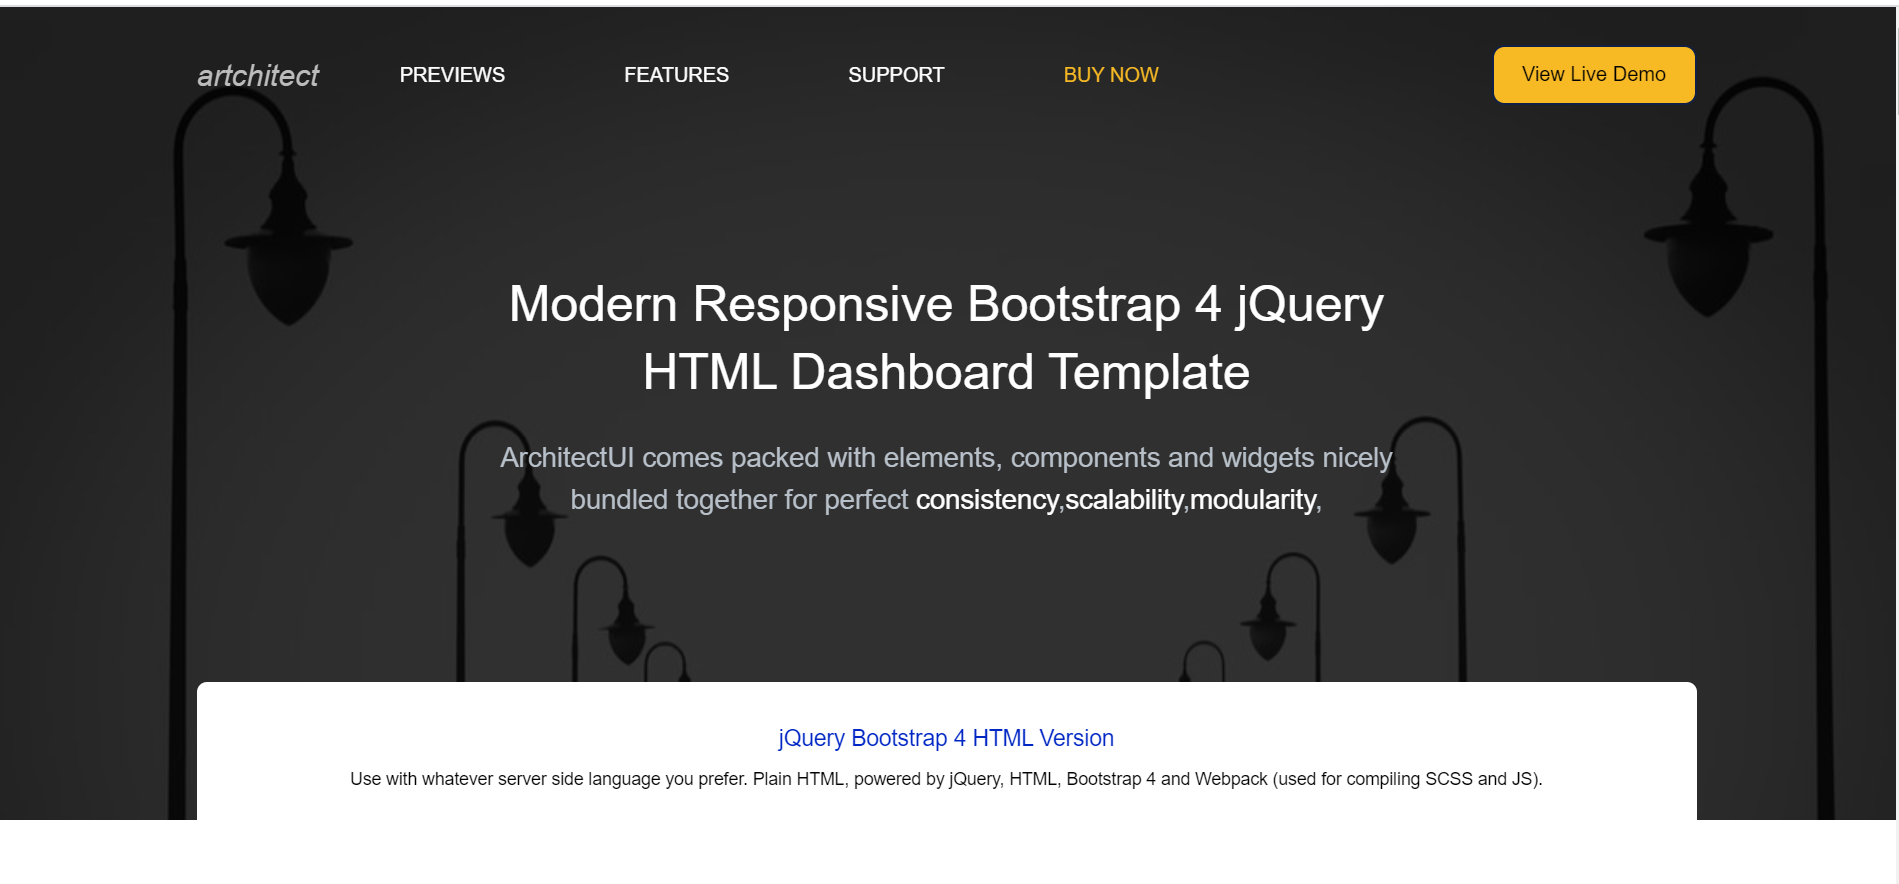 artchitect
PREVIEWS
FEATURES
SUPPORT
BUY NOW
View Live Demo
Modern Responsive Bootstrap 4 jQuery
HTML Dashboard Template
ArchitectUI comes packed with elements, components and widgets nicely
bundled together for perfect consistency,scalability,modularity,
jQuery Bootstrap 4 HTML Version
Use with whatever server side language you prefer. Plain HTML, powered by jQuery, HTML, Bootstrap 4 and Webpack (used for compiling SCSS and JS).